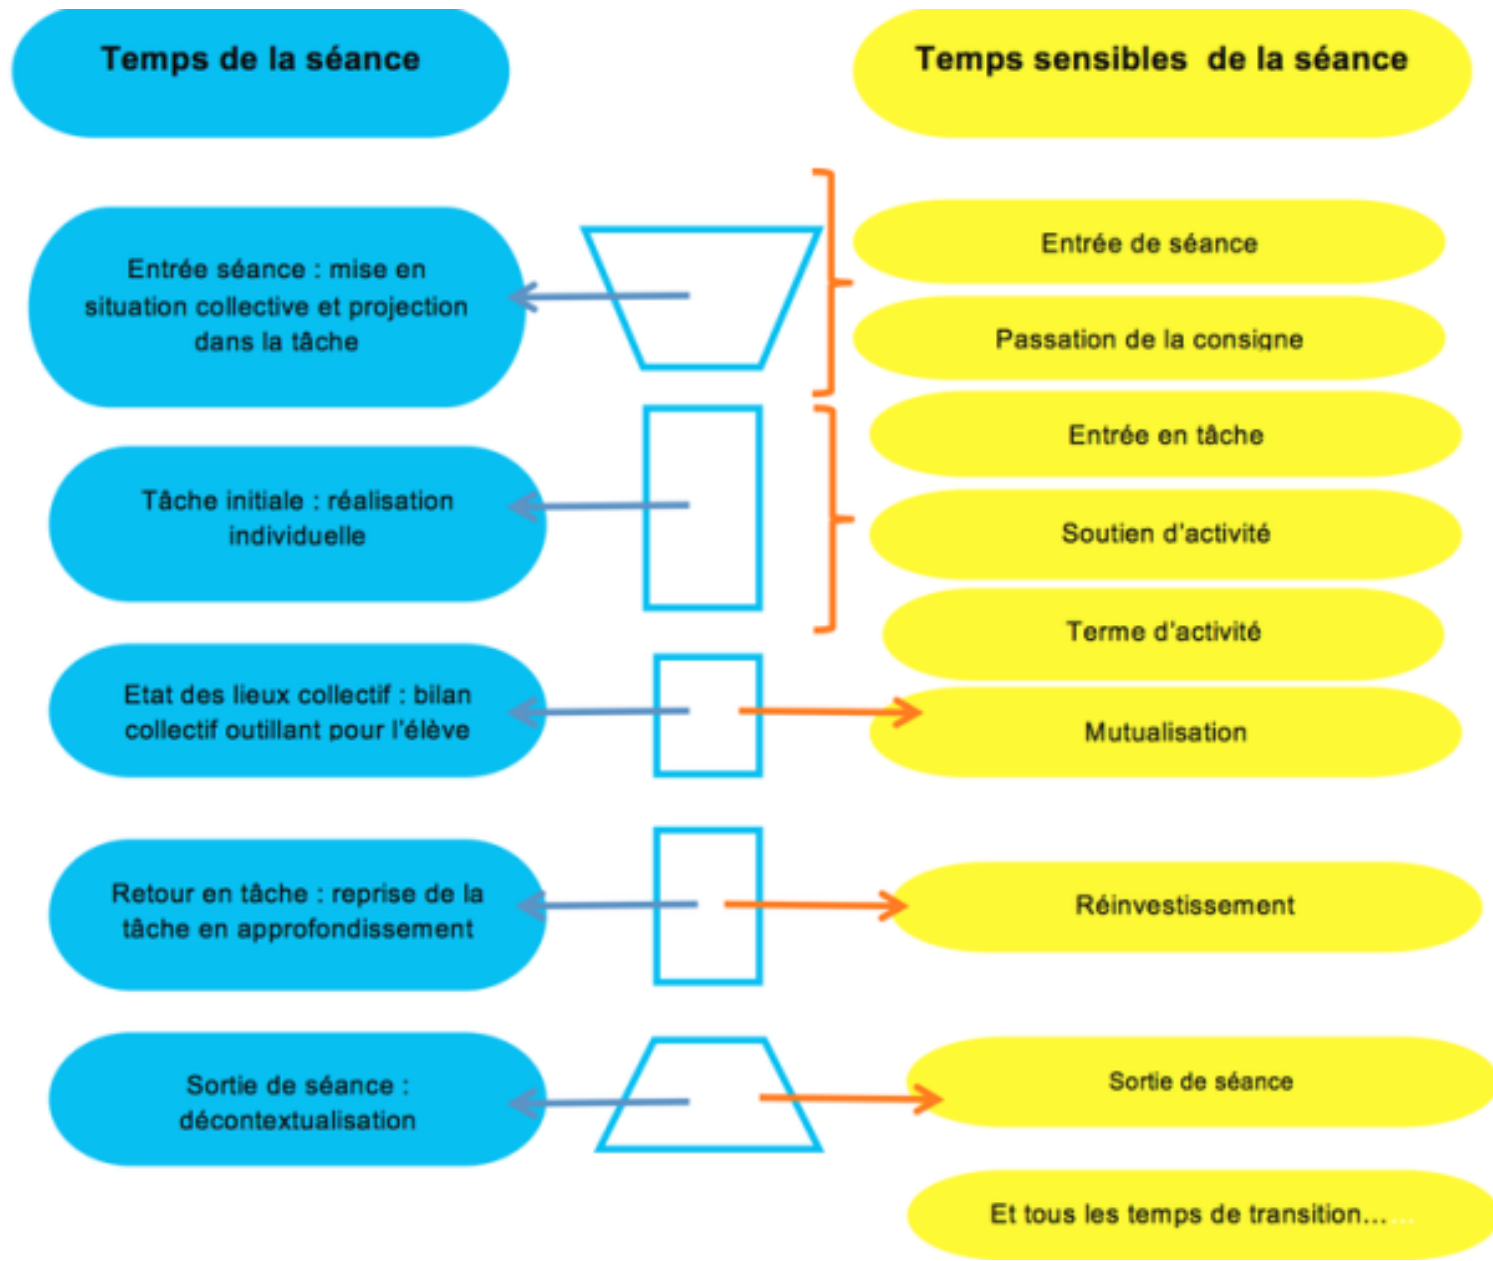 Temps de la séance
Temps sensibles de la séance
Entrée séance : mise en
situation collective et projection
dans la tâche
Entrée de séance
Passation de la consigne
Tâche initiale : réalisation
individuelle
Entrée en tâche
Soutien d'activité
Terme d'activité
Etat des lieux collectif : bilan
collectif outillant pour l'élève
Mutualisation
Retour en tâche : reprise de la
tâche en approfondissement
Réinvestissement
Sortie de séance :
décontextualisation
Sortie de séance
Et tous les temps de transition……